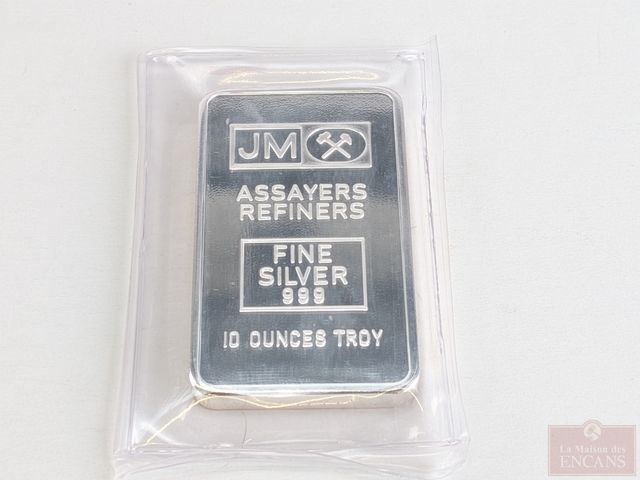 JM
ASSAYERS
REFINERS
FINE
SILVER
999
10 OUNCES TROY
La Maison des
ENCANS